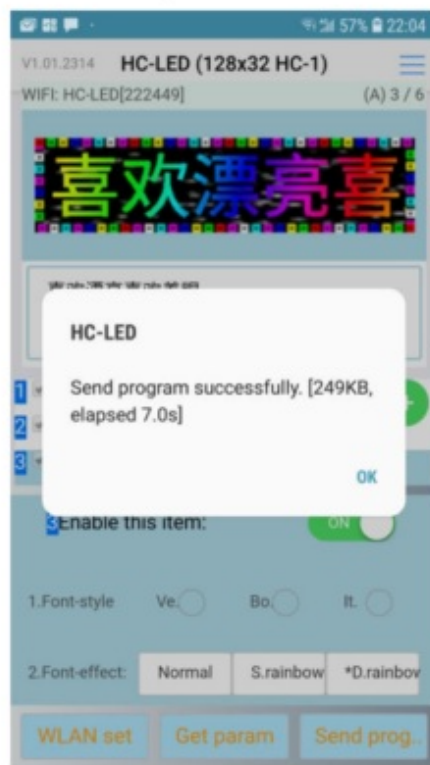 57% 22:04
V1.01.2314 HC-LED (128x32 HC-1)
WIFI: HC-LED[222449] (A) 3 / 6
喜欢漂亮喜
HC-LED
Send program successfully. [249KB,
elapsed 7.0s]
OK
1
2
3
3Enable this item: ON
1.Font-style Ve. Bo. It.
2.Font-effect: Normal S.rainbow *D.rainbov
WLAN set Get param Send prog..